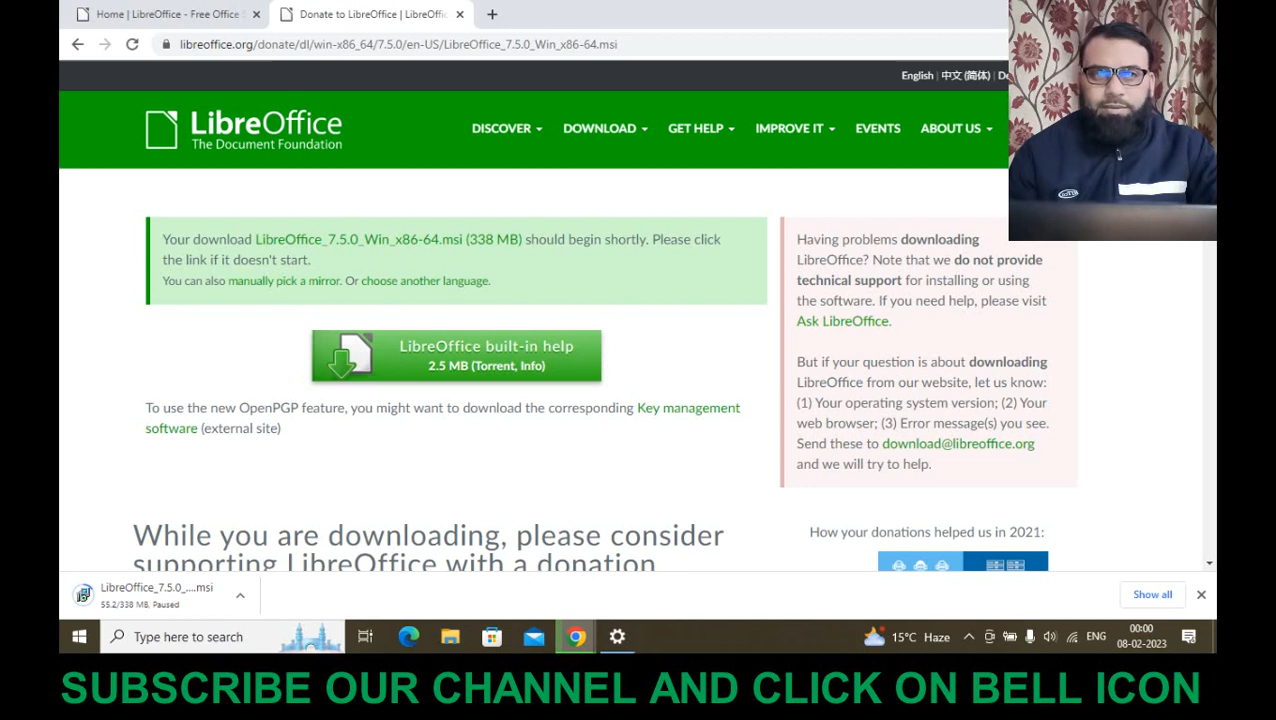 Home | LibreOffice - Free Office
Donate to LibreOffice | LibreOffic
libreoffice.org/donate/dl/win-x86_64/7.5.0/en-US/LibreOffice_7.5.0_Win_x86-64.msi
English | 中文 (简体) | De
LibreOffice
The Document Foundation
DISCOVER
DOWNLOAD
GET HELP
IMPROVE IT
EVENTS
ABOUT US
Your download LibreOffice_7.5.0_Win_x86-64.msi (338 MB) should begin shortly. Please click
the link if it doesn't start.
You can also manually pick a mirror. Or choose another language.
LibreOffice built-in help
2.5 MB (Torrent, Info)
To use the new OpenPGP feature, you might want to download the corresponding Key management
software (external site)
Having problems downloading
LibreOffice? Note that we do not provide
technical support for installing or using
the software. If you need help, please visit
Ask LibreOffice.
But if your question is about downloading
LibreOffice from our website, let us know:
(1) Your operating system version; (2) Your
web browser; (3) Error message(s) you see.
Send these to download@libreoffice.org
and we will try to help.
While you are downloading, please consider
supporting LibreOffice with a donation
How your donations helped us in 2021:
LibreOffice_7.5.0_....msi
55.2/338 MB, Paused
Show all
Type here to search
15°C Haze
ENG
00:00
08-02-2023
SUBSCRIBE OUR CHANNEL AND CLICK ON BELL ICON